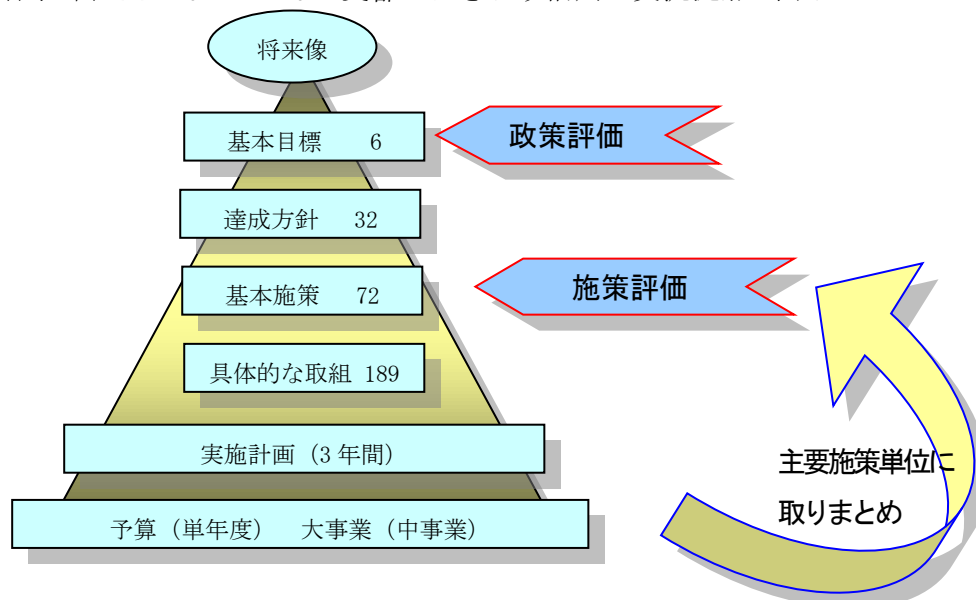 将来像
基本目標 6
政策評価
達成方針 32
基本施策 72
施策評価
具体的な取組 189
実施計画（3 年間）
主要施策単位に
取りまとめ
予算（単年度） 大事業（中事業）